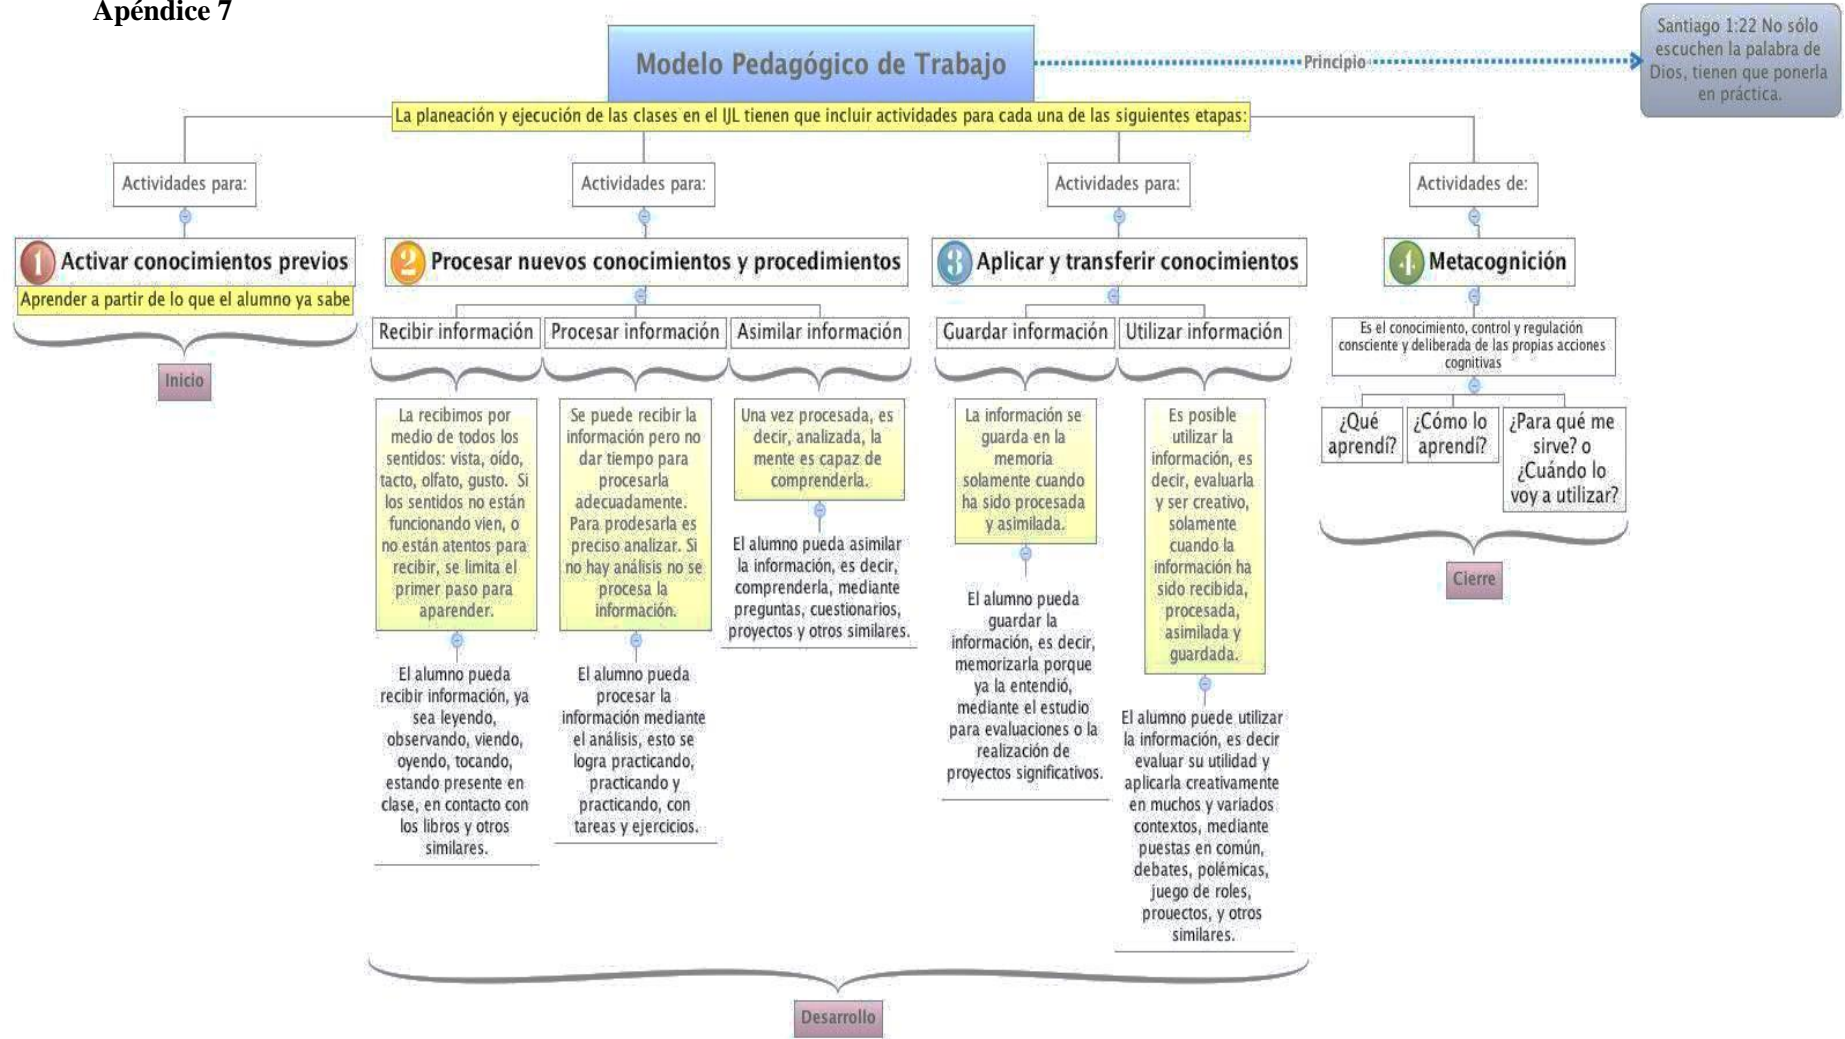 Apéndice 7
Modelo Pedagógico de Trabajo
Principio
Santiago 1:22 No sólo
escuchen la palabra de
Dios, tienen que ponerla
en práctica.
La planeación y ejecución de las clases en el IJL tienen que incluir actividades para cada una de las siguientes etapas:
Actividades para:
1 Activar conocimientos previos
Aprender a partir de lo que el alumno ya sabe
Inicio
Actividades para:
2 Procesar nuevos conocimientos y procedimientos
Recibir información
La recibimos por
medio de todos los
sentidos: vista, oído,
tacto, olfato, gusto. Si
los sentidos no están
funcionando vien, o
no están atentos para
recibir, se limita el
primer paso para
aparender.
El alumno pueda
recibir información, ya
sea leyendo,
observando, viendo,
oyendo, tocando,
estando presente en
clase, en contacto con
los libros y otros
similares.
Procesar información
Se puede recibir la
información pero no
dar tiempo para
procesarla
adecuadamente.
Para prodesarla es
preciso analizar. Si
no hay análisis no se
procesa la
información.
El alumno pueda
procesar la
información mediante
el análisis, esto se
logra practicando,
practicando y
practicando, con
tareas y ejercicios.
Asimilar información
Una vez procesada, es
decir, analizada, la
mente es capaz de
comprenderla.
El alumno pueda asimilar
la información, es decir,
comprenderla, mediante
preguntas, cuestionarios,
proyectos y otros similares.
Actividades para:
3 Aplicar y transferir conocimientos
Guardar información
La información se
guarda en la
memoria
solamente cuando
ha sido procesada
y asimilada.
El alumno pueda
guardar la
información, es decir,
memorizarla porque
ya la entendió,
mediante el estudio
para evaluaciones o la
realización de
proyectos significativos.
Utilizar información
Es posible
utilizar la
información, es
decir, evaluarla
y ser creativo,
solamente
cuando la
información ha
sido recibida,
procesada,
asimilada y
guardada.
El alumno puede utilizar
la información, es decir
evaluar su utilidad y
aplicarla creativamente
en muchos y variados
contextos, mediante
puestas en común,
debates, polémicas,
juego de roles,
prouectos, y otros
similares.
Desarrollo
Actividades de:
4 Metacognición
Es el conocimiento, control y regulación
consciente y deliberada de las propias acciones
cognitivas
¿Qué
aprendí?
¿Cómo lo
aprendí?
¿Para qué me
sirve? o
¿Cuándo lo
voy a utilizar?
Cierre